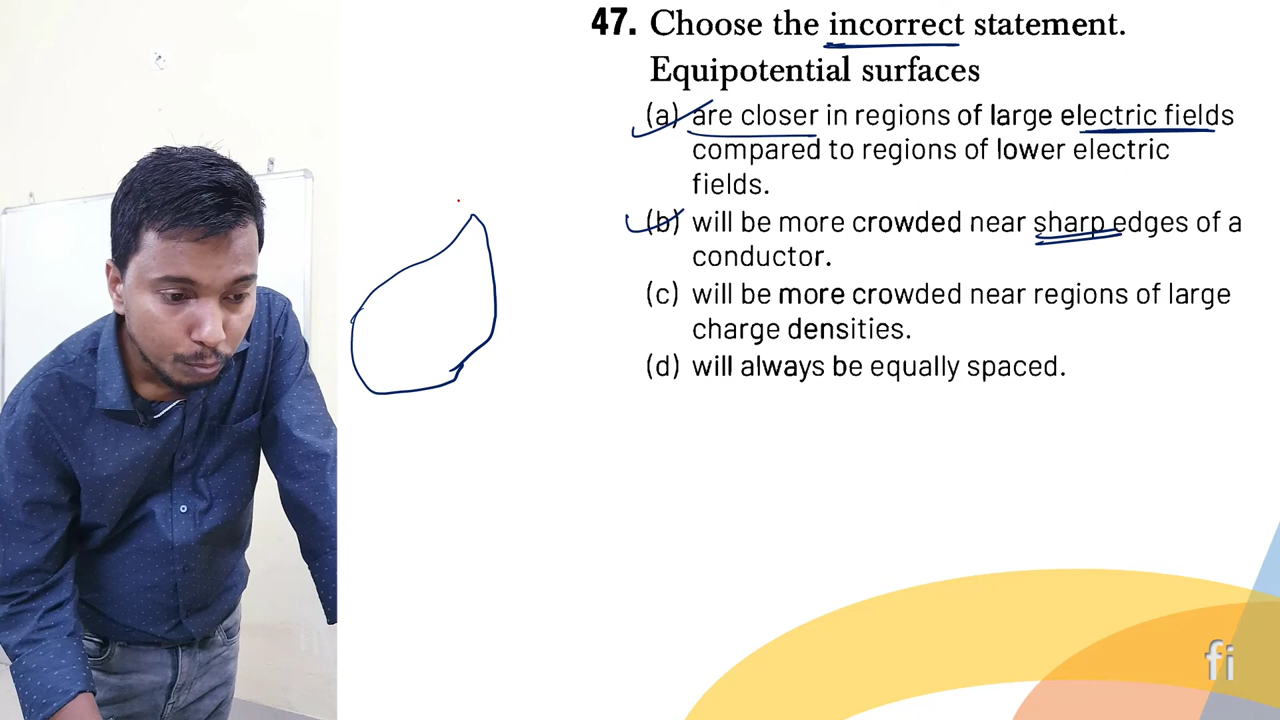 47. Choose the incorrect statement.
Equipotential surfaces
(a) are closer in regions of large electric fields
compared to regions of lower electric
fields.
(b) will be more crowded near sharp edges of a
conductor.
(c) will be more crowded near regions of large
charge densities.
(d) will always be equally spaced.
fi